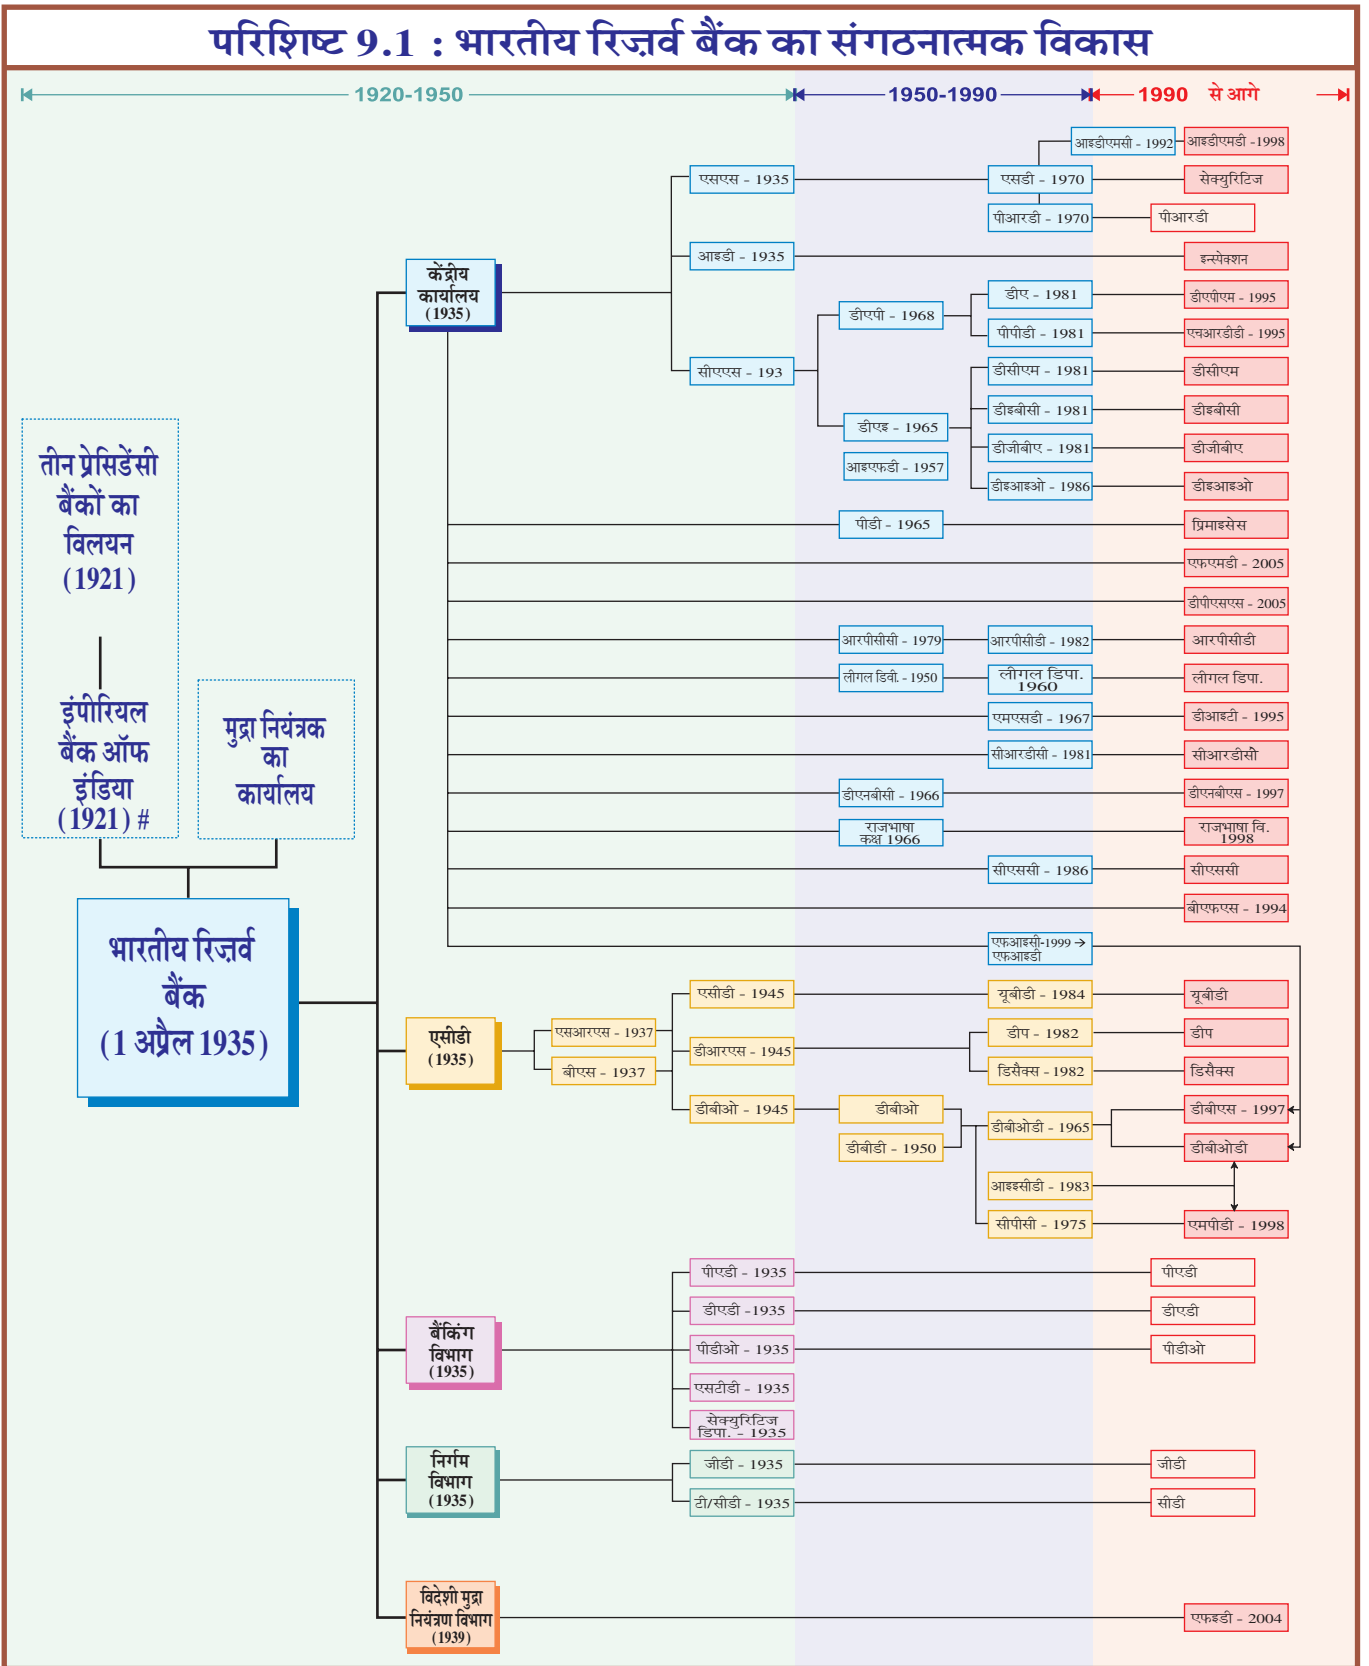 परिशिष्ट 9.1 : भारतीय रिज़र्व बैंक का संगठनात्मक विकास
1920-1950
1950-1990
1990 से आगे
तीन प्रेसिडेंसी
बैंकों का
विलयन
(1921)
इंपीरियल
बैंक ऑफ
इंडिया
(1921) #
मुद्रा नियंत्रक
का
कार्यालय
भारतीय रिज़र्व
बैंक
(1 अप्रैल 1935)
केंद्रीय
कार्यालय
(1935)
आइडीएमसी - 1992
आइडीएमडी -1998
एसएस - 1935
एसडी - 1970
सेक्युरिटिज
पीआरडी - 1970
पीआरडी
आइडी - 1935
इन्स्पेक्शन
सीएएस - 193
डीएपी - 1968
डीए - 1981
डीएपीएम - 1995
पीपीडी - 1981
एचआरडीडी - 1995
डीसीएम - 1981
डीसीएम
डीएइ - 1965
डीइबीसी - 1981
डीइबीसी
डीजीबीए - 1981
डीजीबीए
आइएफडी - 1957
डीइआइओ - 1986
डीइआइओ
पीडी - 1965
प्रिमाइसेस
एफएमडी - 2005
डीपीएसएस - 2005
आरपीसीसी - 1979
आरपीसीडी - 1982
आरपीसीडी
लीगल डिवी. - 1950
लीगल डिपा.
1960
लीगल डिपा.
एमएसडी - 1967
डीआइटी - 1995
सीआरडीसी - 1981
सीआरडीसी
डीएनबीसी - 1966
डीएनबीएस - 1997
राजभाषा
कक्ष 1966
राजभाषा वि.
1998
सीएससी - 1986
सीएससी
बीएफएस - 1994
एफआइसी-1999 →
एफआइडी
एसीडी
(1935)
एसआरएस - 1937
बीएस - 1937
एसीडी - 1945
यूबीडी - 1984
यूबीडी
डीआरएस - 1945
डीप - 1982
डीप
डिसैक्स - 1982
डिसैक्स
डीबीओ - 1945
डीबीओ
डीबीडी - 1950
डीबीओडी - 1965
डीबीएस - 1997
डीबीओडी
आइइसीडी - 1983
सीपीसी - 1975
एमपीडी - 1998
बैंकिंग
विभाग
(1935)
पीएडी - 1935
पीएडी
डीएडी -1935
डीएडी
पीडीओ - 1935
पीडीओ
एसटीडी - 1935
सेक्युरिटिज
डिपा. - 1935
निर्गम
विभाग
(1935)
जीडी - 1935
जीडी
टी/सीडी - 1935
सीडी
विदेशी मुद्रा
नियंत्रण विभाग
(1939)
एफइडी - 2004